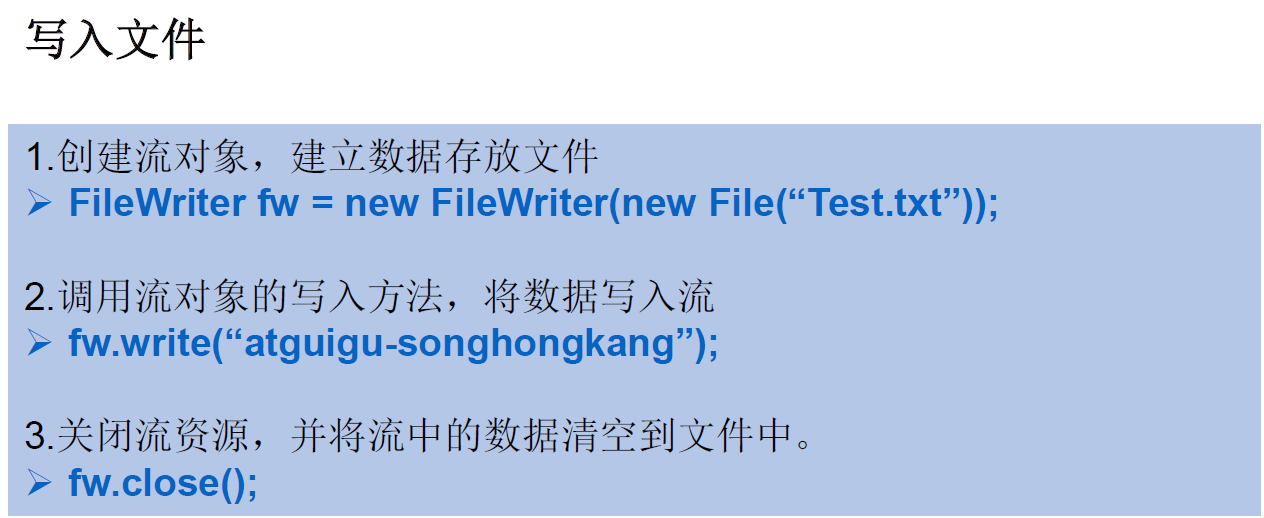 写入文件
1.创建流对象，建立数据存放文件
➢ FileWriter fw = new FileWriter(new File(“Test.txt”));
2.调用流对象的写入方法，将数据写入流
➢ fw.write(“atguigu-songhongkang”);
3.关闭流资源，并将流中的数据清空到文件中。
➢ fw.close();